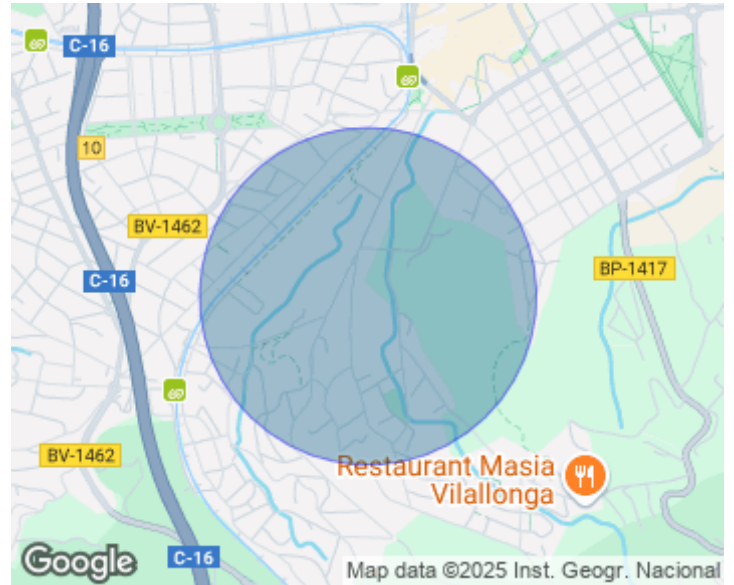 C-16
10
BV-1462
C-16
BP-1417
BV-1462
Restaurant Masia
Vilallonga
Google
C-16
Map data ©2025 Inst. Geogr. Nacional